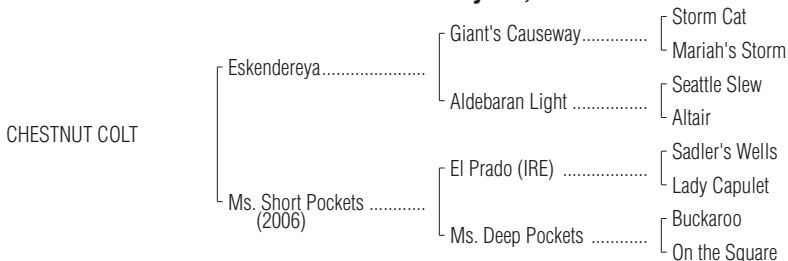 Storm Cat
Giant's Causeway..............
Mariah's Storm
Eskendereya......................
Seattle Slew
Aldebaran Light ................
Altair
CHESTNUT COLT
Sadler's Wells
El Prado (IRE) ..................
Lady Capulet
Ms. Short Pockets ............
(2006)
Buckaroo
Ms. Deep Pockets ............
On the Square